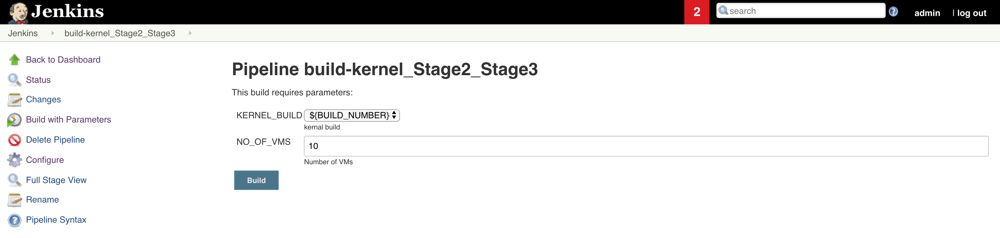 Jenkins
2
search
admin
| log out
Jenkins
build-kernel_Stage2_Stage3
Back to Dashboard
Status
Changes
Build with Parameters
Delete Pipeline
Configure
Full Stage View
Rename
Pipeline Syntax
Pipeline build-kernel_Stage2_Stage3
This build requires parameters:
KERNEL_BUILD ${BUILD_NUMBER}
kernal build
NO_OF_VMS 10
Number of VMs
Build